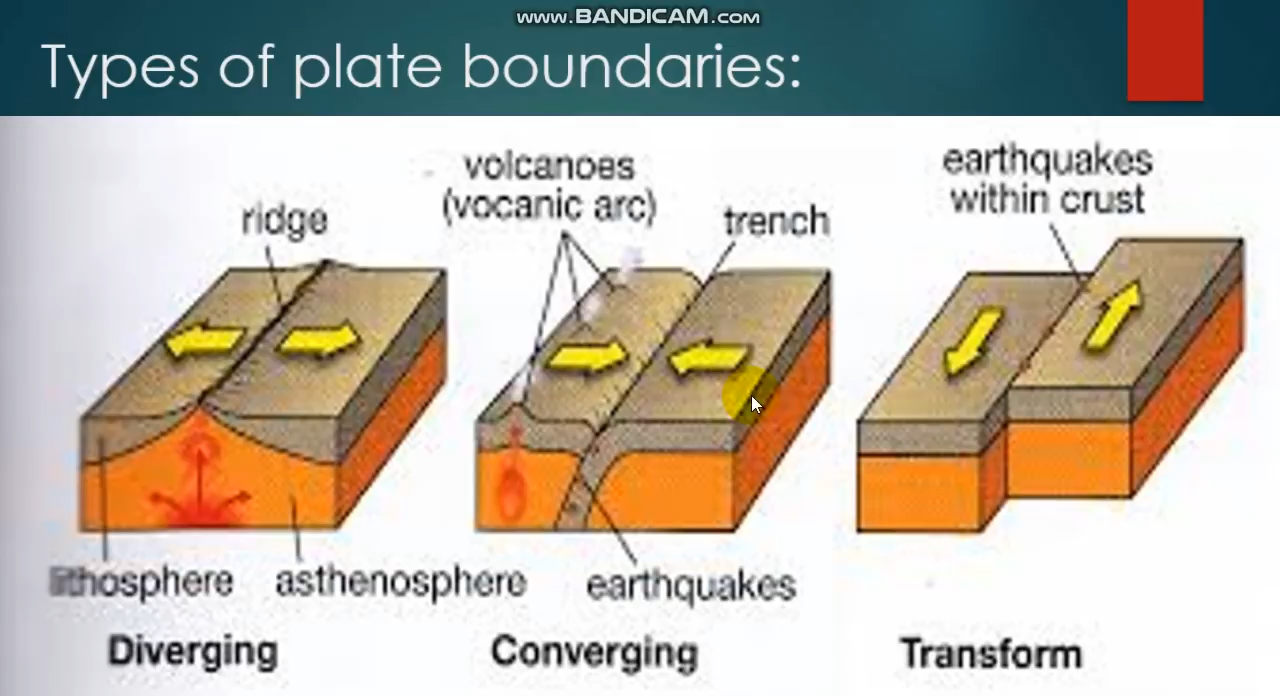 www.BANDICAM.com
Types of plate boundaries:
volcanoes
(vocanic arc)
ridge
trench
earthquakes
within crust
lithosphere
asthenosphere
earthquakes
Diverging
Converging
Transform